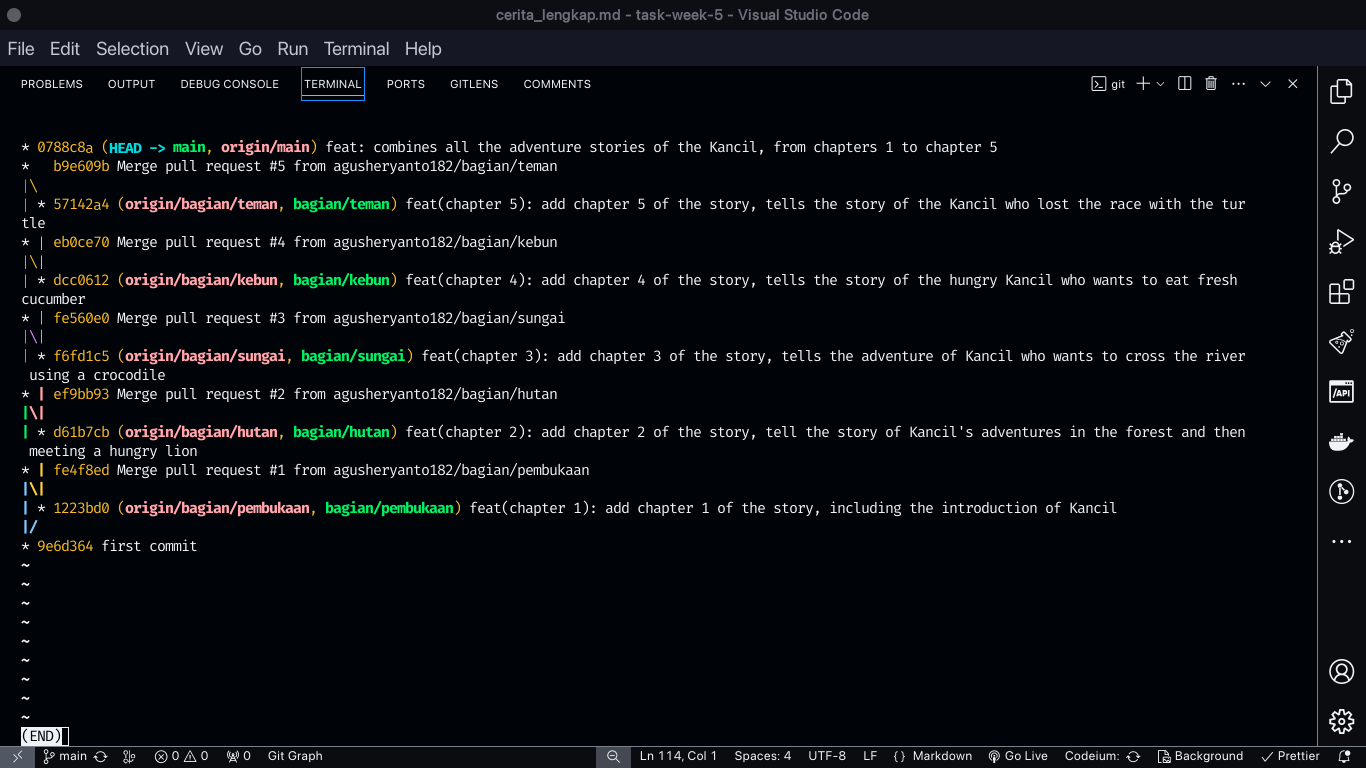 cerita_lengkap.md - task-week-5 - Visual Studio Code
File Edit Selection View Go Run Terminal Help
PROBLEMS OUTPUT DEBUG CONSOLE TERMINAL PORTS GITLENS COMMENTS git
* 0788c8a (HEAD -> main, origin/main) feat: combines all the adventure stories of the Kancil, from chapters 1 to chapter 5
*   b9e609b Merge pull request #5 from agusheryanto182/bagian/teman
|\
| * 57142a4 (origin/bagian/teman, bagian/teman) feat(chapter 5): add chapter 5 of the story, tells the story of the Kancil who lost the race with the tur
tle
* | eb0ce70 Merge pull request #4 from agusheryanto182/bagian/kebun
|\|
| * dcc0612 (origin/bagian/kebun, bagian/kebun) feat(chapter 4): add chapter 4 of the story, tells the story of the hungry Kancil who wants to eat fresh
cucumber
* | fe560e0 Merge pull request #3 from agusheryanto182/bagian/sungai
|\|
| * f6fd1c5 (origin/bagian/sungai, bagian/sungai) feat(chapter 3): add chapter 3 of the story, tells the adventure of Kancil who wants to cross the river
using a crocodile
* | ef9bb93 Merge pull request #2 from agusheryanto182/bagian/hutan
|\|
| * d61b7cb (origin/bagian/hutan, bagian/hutan) feat(chapter 2): add chapter 2 of the story, tell the story of Kancil's adventures in the forest and then
meeting a hungry lion
* | fe4f8ed Merge pull request #1 from agusheryanto182/bagian/pembukaan
|\|
| * 1223bd0 (origin/bagian/pembukaan, bagian/pembukaan) feat(chapter 1): add chapter 1 of the story, including the introduction of Kancil
|/
* 9e6d364 first commit
~
~
~
~
~
~
~
~
~
(END)
/API
main 0 0 0 Git Graph Ln 114, Col 1 Spaces: 4 UTF-8 LF {} Markdown Go Live Codeium: Background Prettier